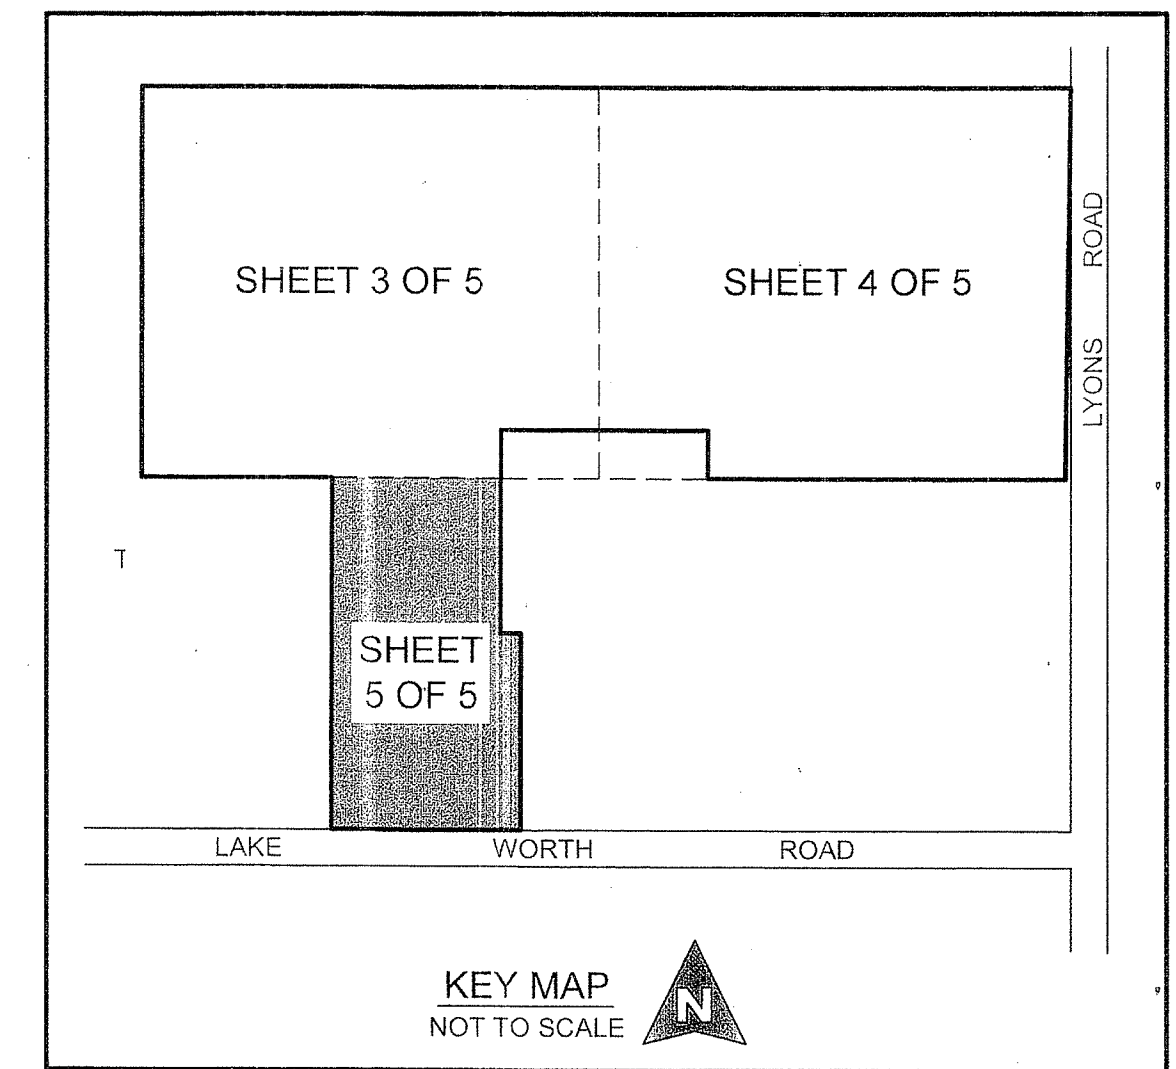 SHEET 3 OF 5
SHEET 4 OF 5
LYONS ROAD
T
SHEET
5 OF 5
LAKE WORTH ROAD
KEY MAP
NOT TO SCALE
N